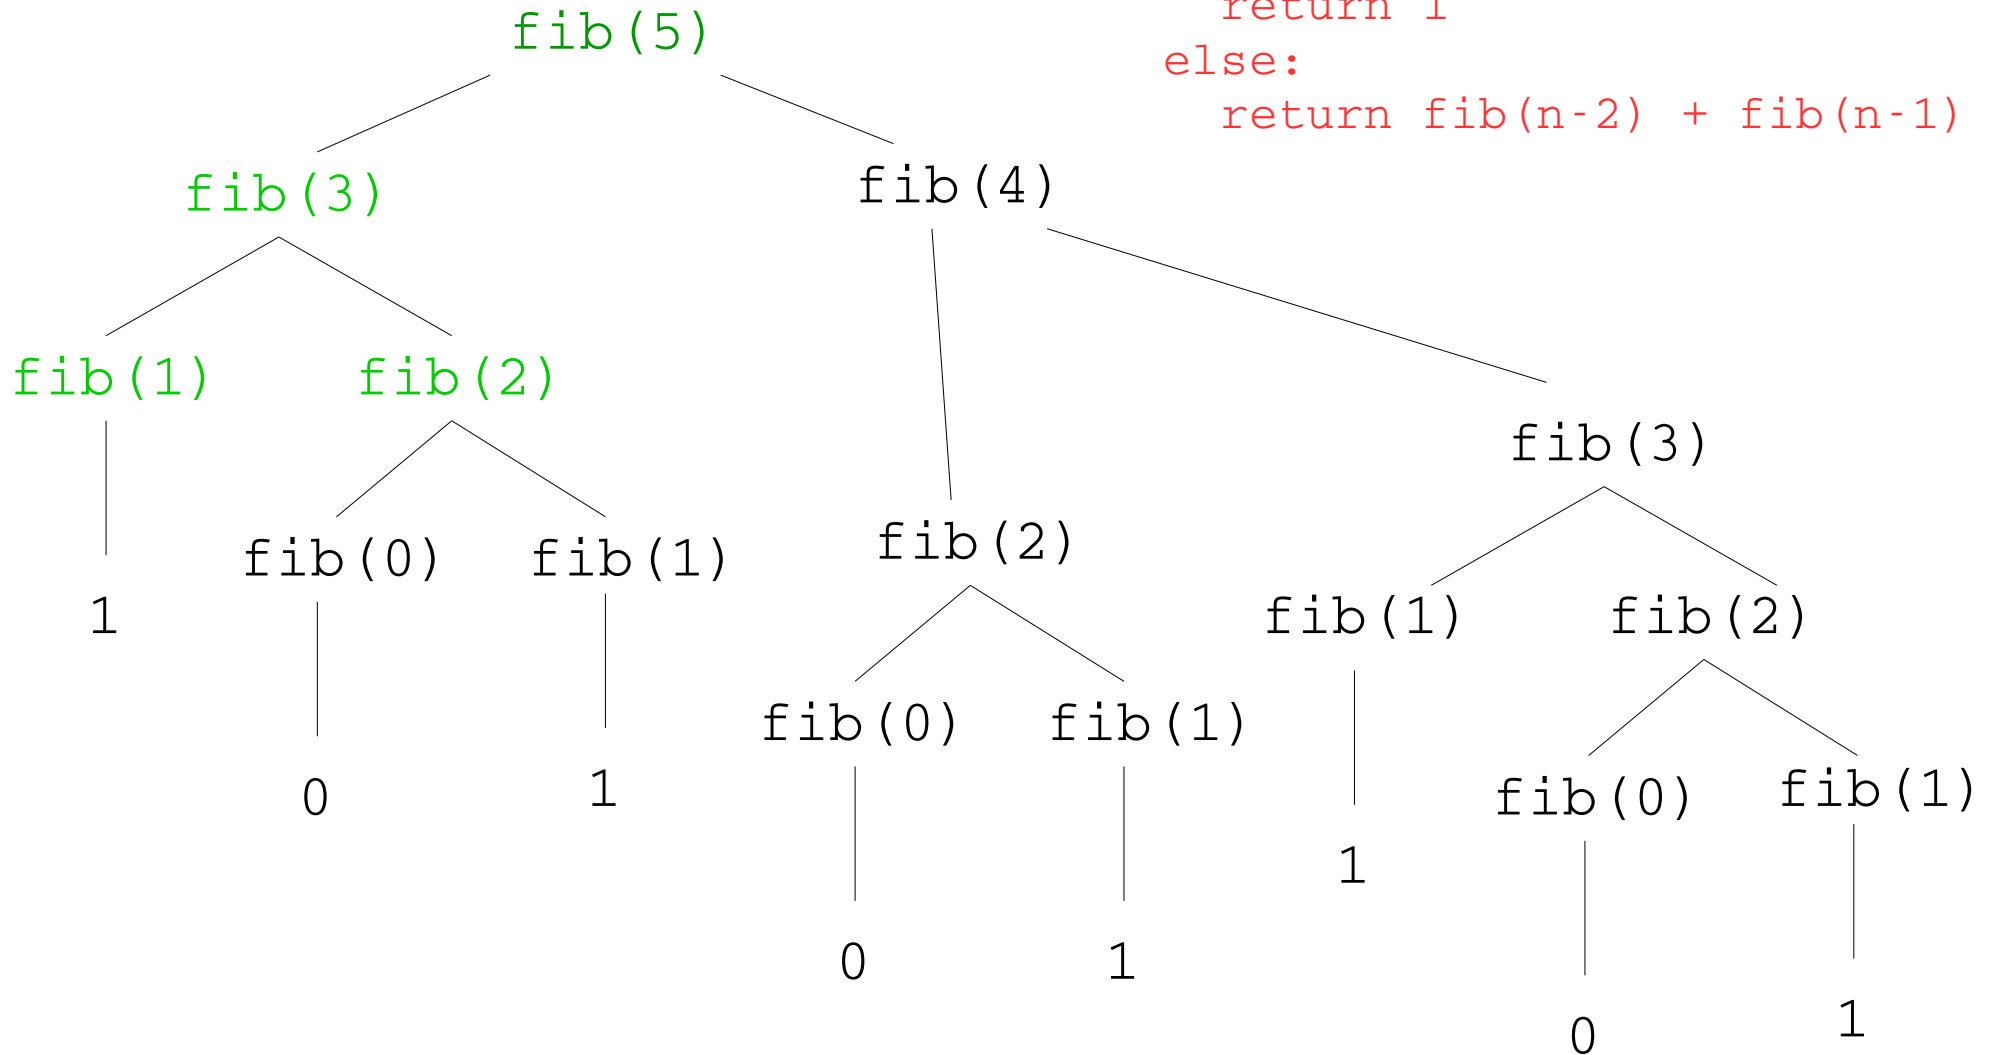 return 1
fib(5)
else:
return fib(n-2) + fib(n-1)
fib(3)
fib(4)
fib(1)
fib(2)
fib(3)
fib(0)
fib(1)
fib(2)
1
fib(1)
fib(2)
fib(0)
fib(1)
0
1
fib(0)
fib(1)
1
0
1
0
1